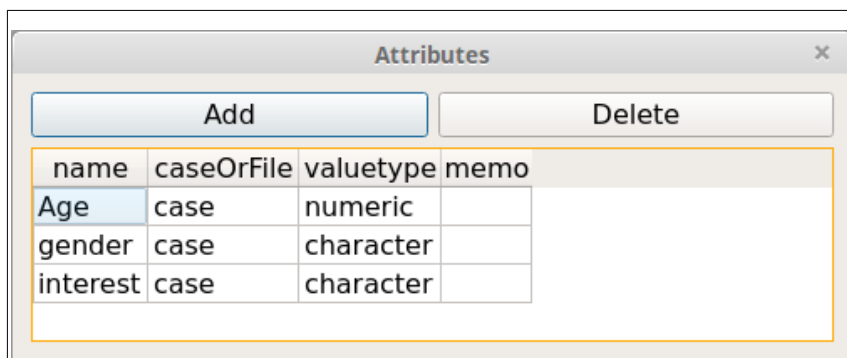 Attributes ×
Add Delete
name caseOrFile valuetype memo
Age case numeric
gender case character
interest case character